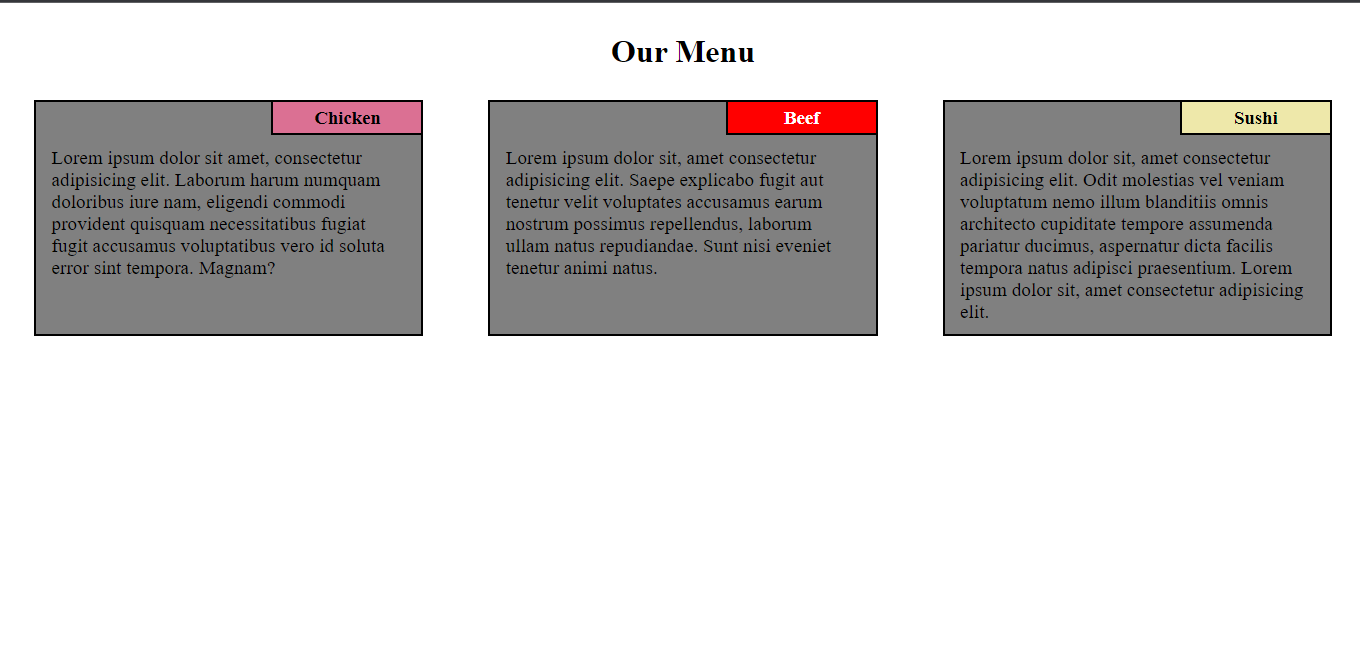 Our Menu
Chicken
Lorem ipsum dolor sit amet, consectetur
adipisicing elit. Laborum harum numquam
doloribus iure nam, eligendi commodi
provident quisquam necessitatibus fugiat
fugit accusamus voluptatibus vero id soluta
error sint tempora. Magnam?
Beef
Lorem ipsum dolor sit, amet consectetur
adipisicing elit. Saepe explicabo fugit aut
tenetur velit voluptates accusamus earum
nostrum possimus repellendus, laborum
ullam natus repudiandae. Sunt nisi eveniet
tenetur animi natus.
Sushi
Lorem ipsum dolor sit, amet consectetur
adipisicing elit. Odit molestias vel veniam
voluptatum nemo illum blanditiis omnis
architecto cupiditate tempore assumenda
pariatur ducimus, aspernatur dicta facilis
tempora natus adipisci praesentium. Lorem
ipsum dolor sit, amet consectetur adipisicing
elit.